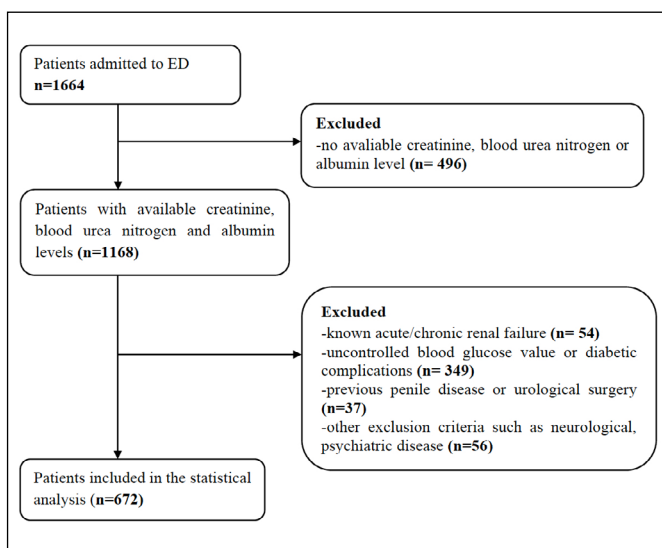 Patients admitted to ED
n=1664
Excluded
-no avaliable creatinine, blood urea nitrogen or
albumin level (n= 496)
Patients with available creatinine,
blood urea nitrogen and albumin
levels (n=1168)
Excluded
-known acute/chronic renal failure (n= 54)
-uncontrolled blood glucose value or diabetic
complications (n= 349)
-previous penile disease or urological surgery
(n=37)
-other exclusion criteria such as neurological,
psychiatric disease (n=56)
Patients included in the statistical
analysis (n=672)